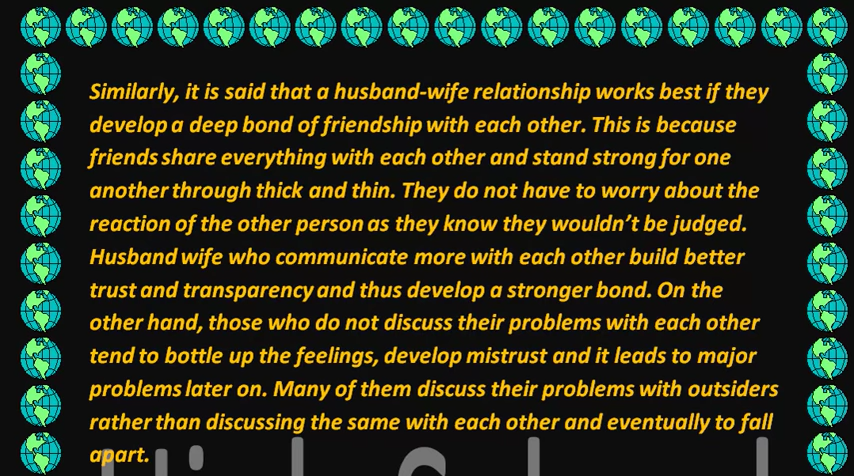 Similarly, it is said that a husband-wife relationship works best if they
develop a deep bond of friendship with each other. This is because
friends share everything with each other and stand strong for one
another through thick and thin. They do not have to worry about the
reaction of the other person as they know they wouldn't be judged.
Husband wife who communicate more with each other build better
trust and transparency and thus develop a stronger bond. On the
other hand, those who do not discuss their problems with each other
tend to bottle up the feelings, develop mistrust and it leads to major
problems later on. Many of them discuss their problems with outsiders
rather than discussing the same with each other and eventually to fall
apart.